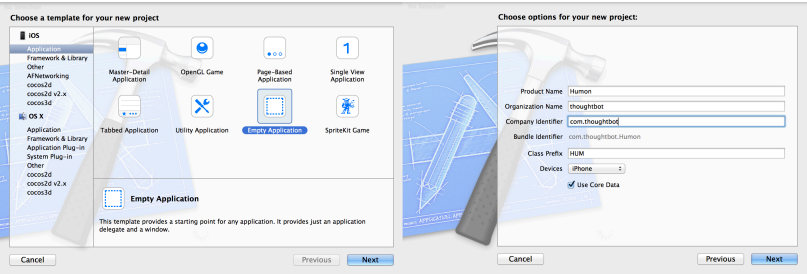 Choose a template for your new project
iOS
Application
Framework & Library
Other
AFNetworking
cocos2d
cocos2d v2.x
cocos3d
OS X
Application
Framework & Library
Application Plug-in
System Plug-in
Other
cocos2d
cocos2d v2.x
cocos3d
Master-Detail
Application
OpenGL Game
Page-Based
Application
1
Single View
Application
Tabbed Application
Utility Application
Empty Application
SpriteKit Game
Empty Application
This template provides a starting point for any application. It provides just an application
delegate and a window.
Cancel
Previous
Next
Choose options for your new project:
Product Name Humon
Organization Name thoughtbot
Company Identifier com.thoughtbot
Bundle Identifier com.thoughtbot.Humon
Class Prefix HUM
Devices iPhone
Use Core Data
Cancel
Previous
Next